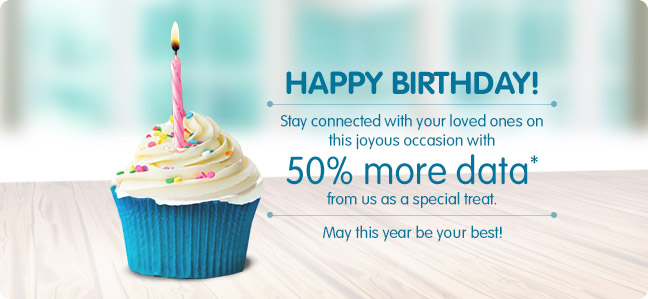 HAPPY BIRTHDAY!
Stay connected with your loved ones on
this joyous occasion with
50% more data*
from us as a special treat.
May this year be your best!